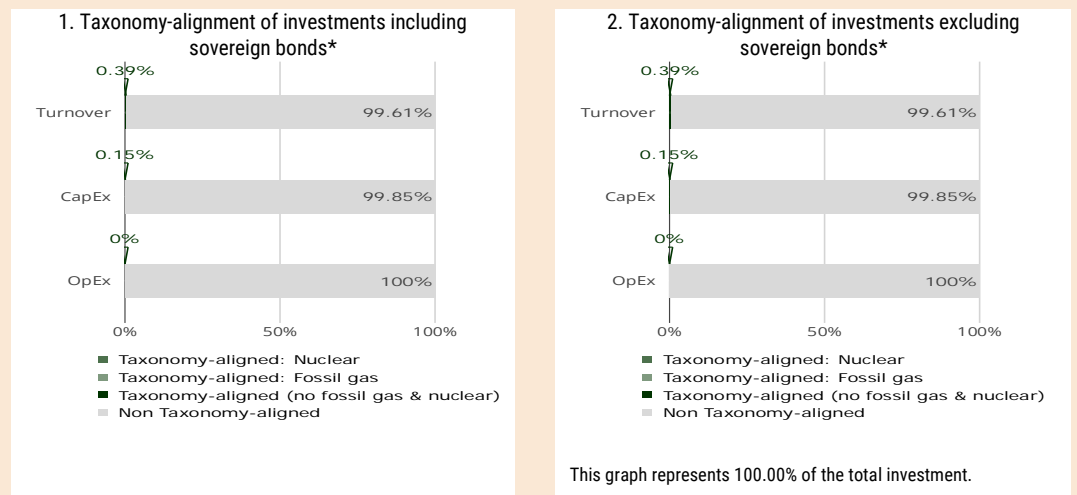 1. Taxonomy-alignment of investments including
sovereign bonds*
0.39%
Turnover 99.61%
0.15%
CapEx 99.85%
0%
OpEx 100%
0% 50% 100%
Taxonomy-aligned: Nuclear
Taxonomy-aligned: Fossil gas
Taxonomy-aligned (no fossil gas & nuclear)
Non Taxonomy-aligned
2. Taxonomy-alignment of investments excluding
sovereign bonds*
0.39%
Turnover 99.61%
0.15%
CapEx 99.85%
0%
OpEx 100%
0% 50% 100%
Taxonomy-aligned: Nuclear
Taxonomy-aligned: Fossil gas
Taxonomy-aligned (no fossil gas & nuclear)
Non Taxonomy-aligned
This graph represents 100.00% of the total investment.